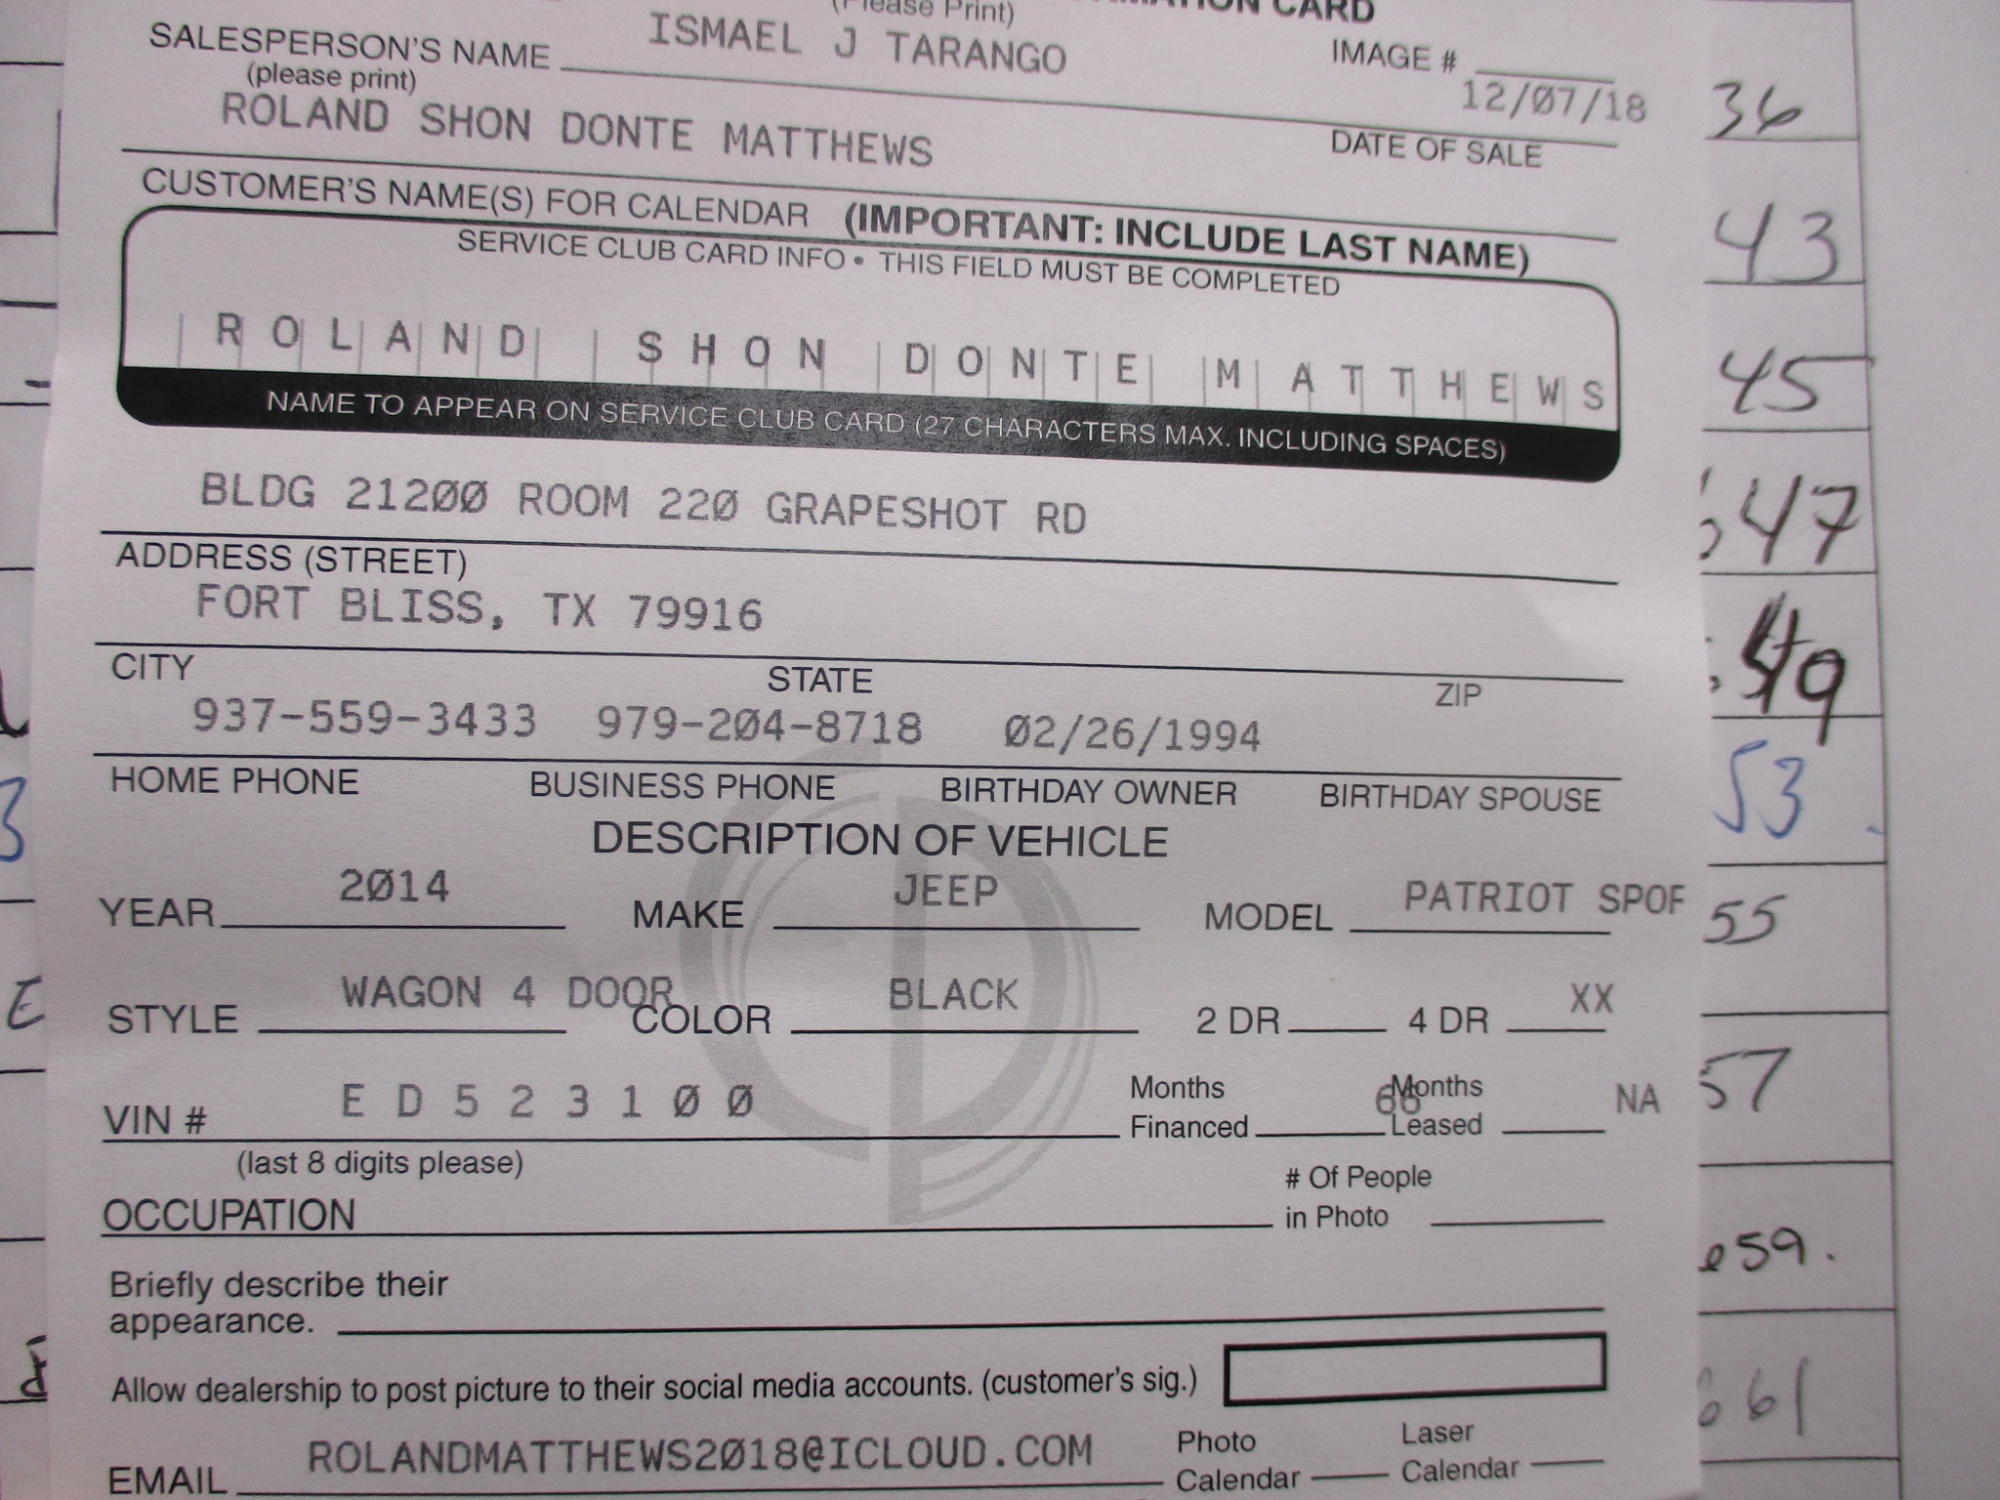 (Please Print)
CARD
SALESPERSON'S NAME ISMAEL J TARANGO IMAGE #
(please print)
12/07/18
ROLAND SHON DONTE MATTHEWS DATE OF SALE
CUSTOMER'S NAME(S) FOR CALENDAR (IMPORTANT: INCLUDE LAST NAME)
SERVICE CLUB CARD INFO • THIS FIELD MUST BE COMPLETED
ROLAND SHON DONTE MATTHEWS
NAME TO APPEAR ON SERVICE CLUB CARD (27 CHARACTERS MAX. INCLUDING SPACES)
BLDG 21200 ROOM 220 GRAPESHOT RD
ADDRESS (STREET)
FORT BLISS, TX 79916
CITY STATE ZIP
937-559-3433 979-204-8718 02/26/1994
HOME PHONE BUSINESS PHONE BIRTHDAY OWNER BIRTHDAY SPOUSE
DESCRIPTION OF VEHICLE
YEAR 2014 MAKE JEEP MODEL PATRIOT SPOF
STYLE WAGON 4 DOOR COLOR BLACK 2 DR 4 DR XX
VIN # E D 5 2 3 1 0 0 Months Financed 66 Months Leased NA
(last 8 digits please)
OCCUPATION # Of People in Photo
Briefly describe their
appearance.
Allow dealership to post picture to their social media accounts. (customer's sig.)
EMAIL ROLANDMATTHEWS2018@ICLOUD.COM Photo Calendar Laser Calendar
36
43
45
47
49
53
55
57
59.
61